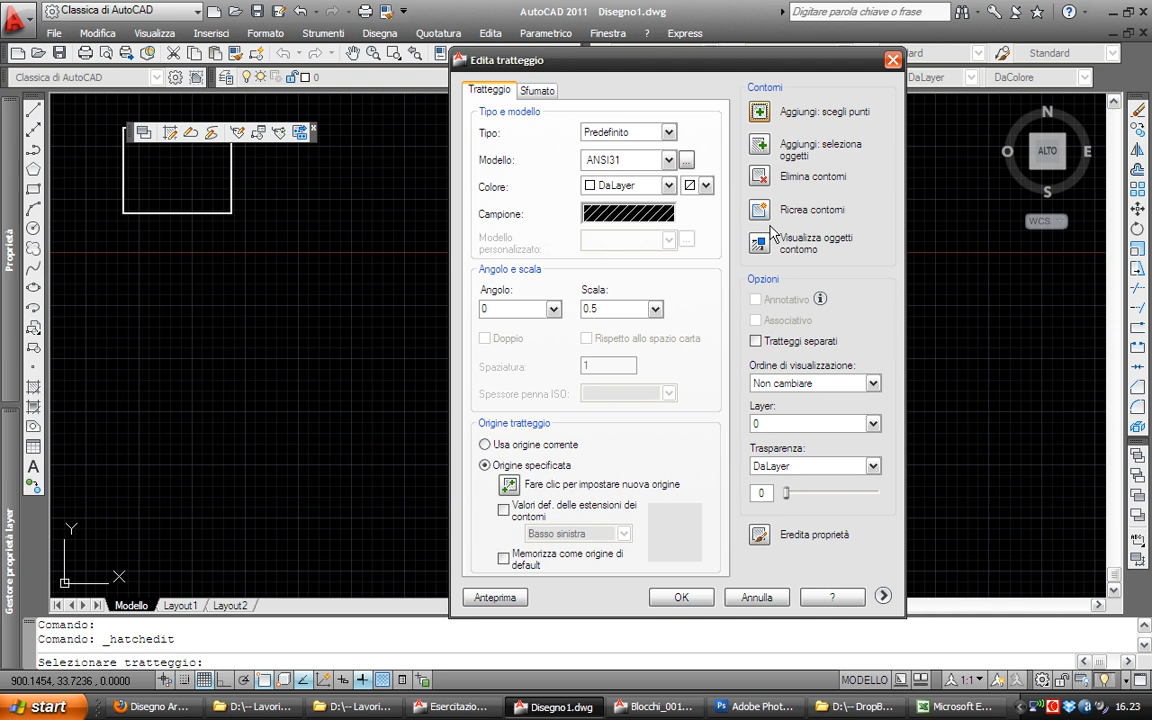 Classica di AutoCAD
AutoCAD 2011 Disegno1.dwg
Digitare parola chiave o frase
File Modifica Visualizza Inserisci Formato Strumenti Disegna Quotatura Edita Parametrico Finestra ? Express
Standard
Classica di AutoCAD
0
DaLayer
DaColore
Edita tratteggio
Tratteggio
Sfumato
Tipo e modello
Tipo:
Predefinito
Modello:
ANSI31
Colore:
DaLayer
Campione:
Modello
personalizzato:
Angolo e scala
Angolo:
Scala:
0
0.5
Doppio
Rispetto allo spazio carta
Spaziatura:
1
Spessore penna ISO:
Origine tratteggio
Usa origine corrente
Origine specificata
Fare clic per impostare nuova origine
Valori def. delle estensioni dei
contorni
Basso sinistra
Memorizza come origine di
default
Contorni
Aggiungi: scegli punti
Aggiungi: seleziona
oggetti
Elimina contorni
Ricrea contorni
Visualizza oggetti
contorno
Opzioni
Annotativo
Associativo
Tratteggi separati
Ordine di visualizzazione:
Non cambiare
Layer:
0
Trasparenza:
DaLayer
0
Eredita proprietà
Anteprima
OK
Annulla
?
N
O
ALTO
E
S
WCS
Proprietà
Gestore proprietà layer
Y
X
Modello
Layout1
Layout2
Comando:
Comando: _hatchedit
Selezionare tratteggio:
900.1454, 33.7236, 0.0000
MODELLO
1:1
start
Disegno Ar...
D:\-- Lavori...
D:\-- Lavori...
Esercitazio...
Disegno1.dwg
Blocchi_001...
Adobe Phot...
D:\-- DropB...
Microsoft E...
16.23